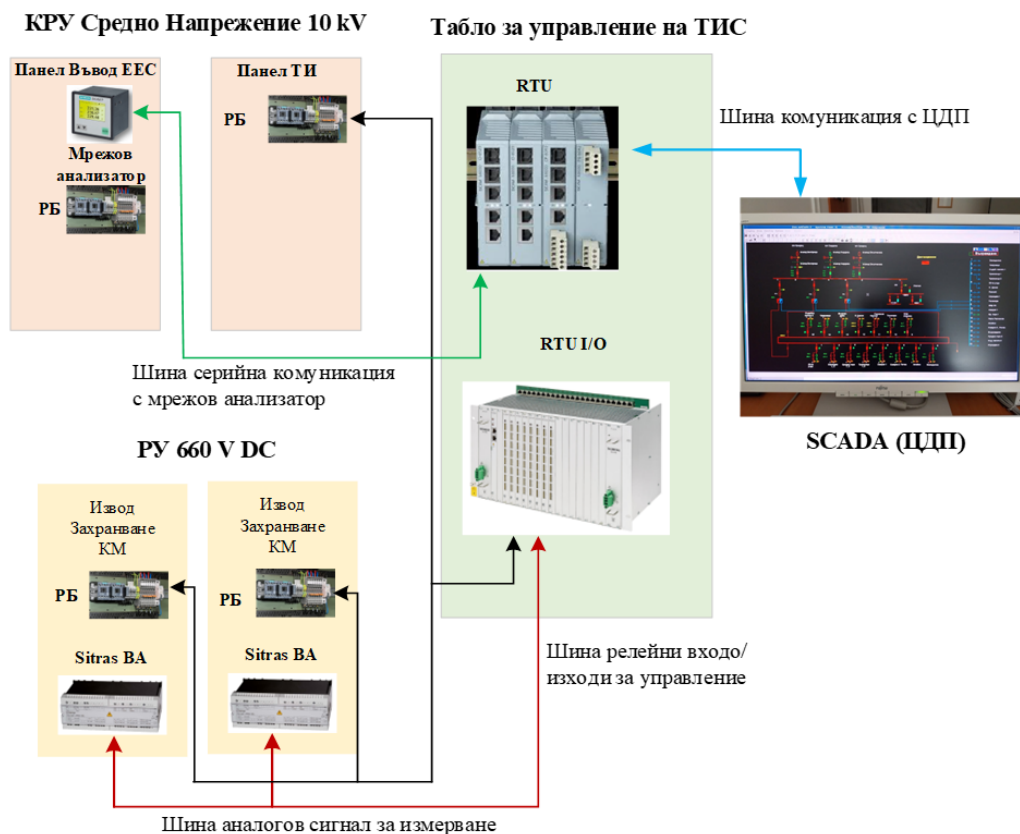 КРУ Средно Напрежение 10 kV
Табло за управление на ТИС
Панел Въвод ЕЕС
Панел ТИ
RTU
РБ
Шина комуникация с ЦДП
Мрежов
анализатор
РБ
RTU I/O
Шина серийна комуникация
с мрежов анализатор
SCADA (ЦДП)
РУ 660 V DC
Извод
Захранване
КМ
Извод
Захранване
КМ
РБ
РБ
Sitras BA
Sitras BA
Шина релейни входо/
изходи за управление
Шина аналогов сигнал за измерване